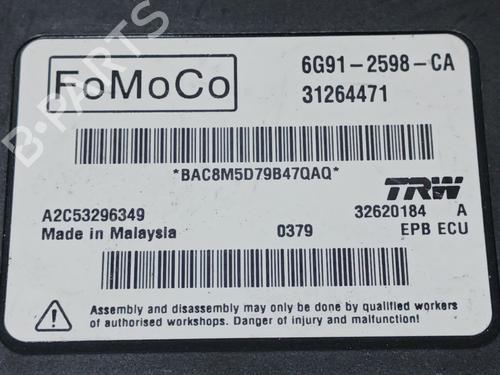 FoMoCo
6G91-2598-CA
31264471
*BAC8M5D79B47QAQ*
TRW
A2C53296349
32620184 A
Made in Malaysia
0379
EPB ECU
Assembly and disassembly may only be done by qualified workers
of authorised workshops. Danger of injury and malfunction!
B-PARTS